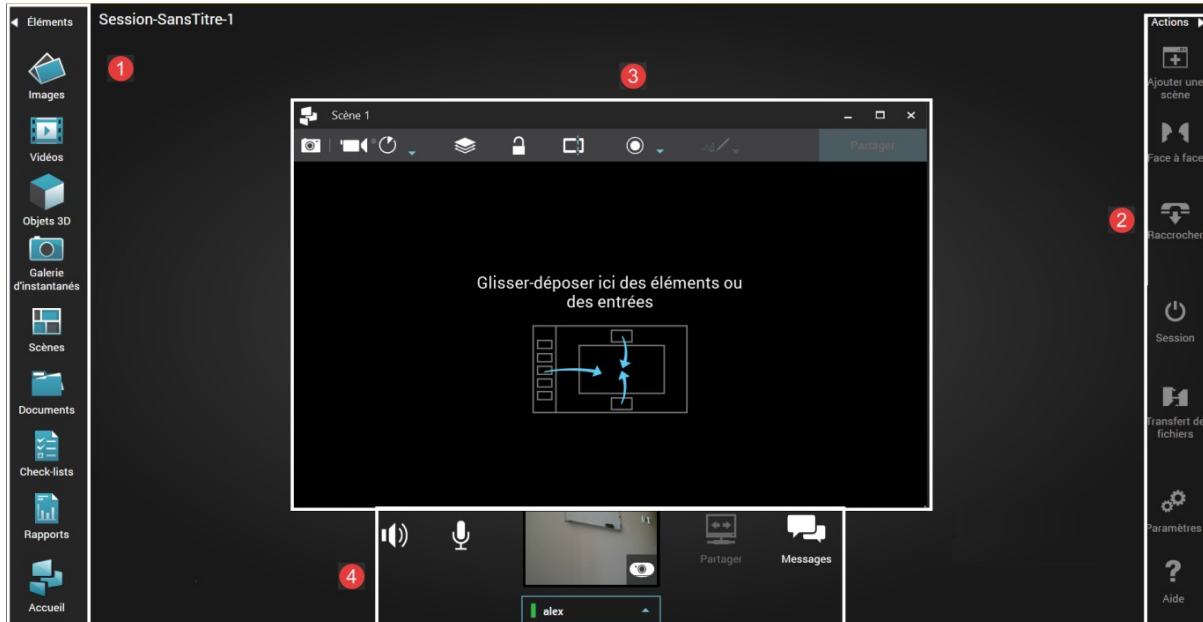 Éléments
Session-SansTitre-1
Actions
1
Images
Vidéos
Objets 3D
Galerie
d'instantanés
Scènes
Documents
Check-lists
Rapports
Accueil
3
Scène 1
Partager
Glisser-déposer ici des éléments ou
des entrées
2
Ajouter une
scène
Face à face
Raccrocher
Session
Transfert de
fichiers
Paramètres
?
Aide
4
Partager
Messages
alex